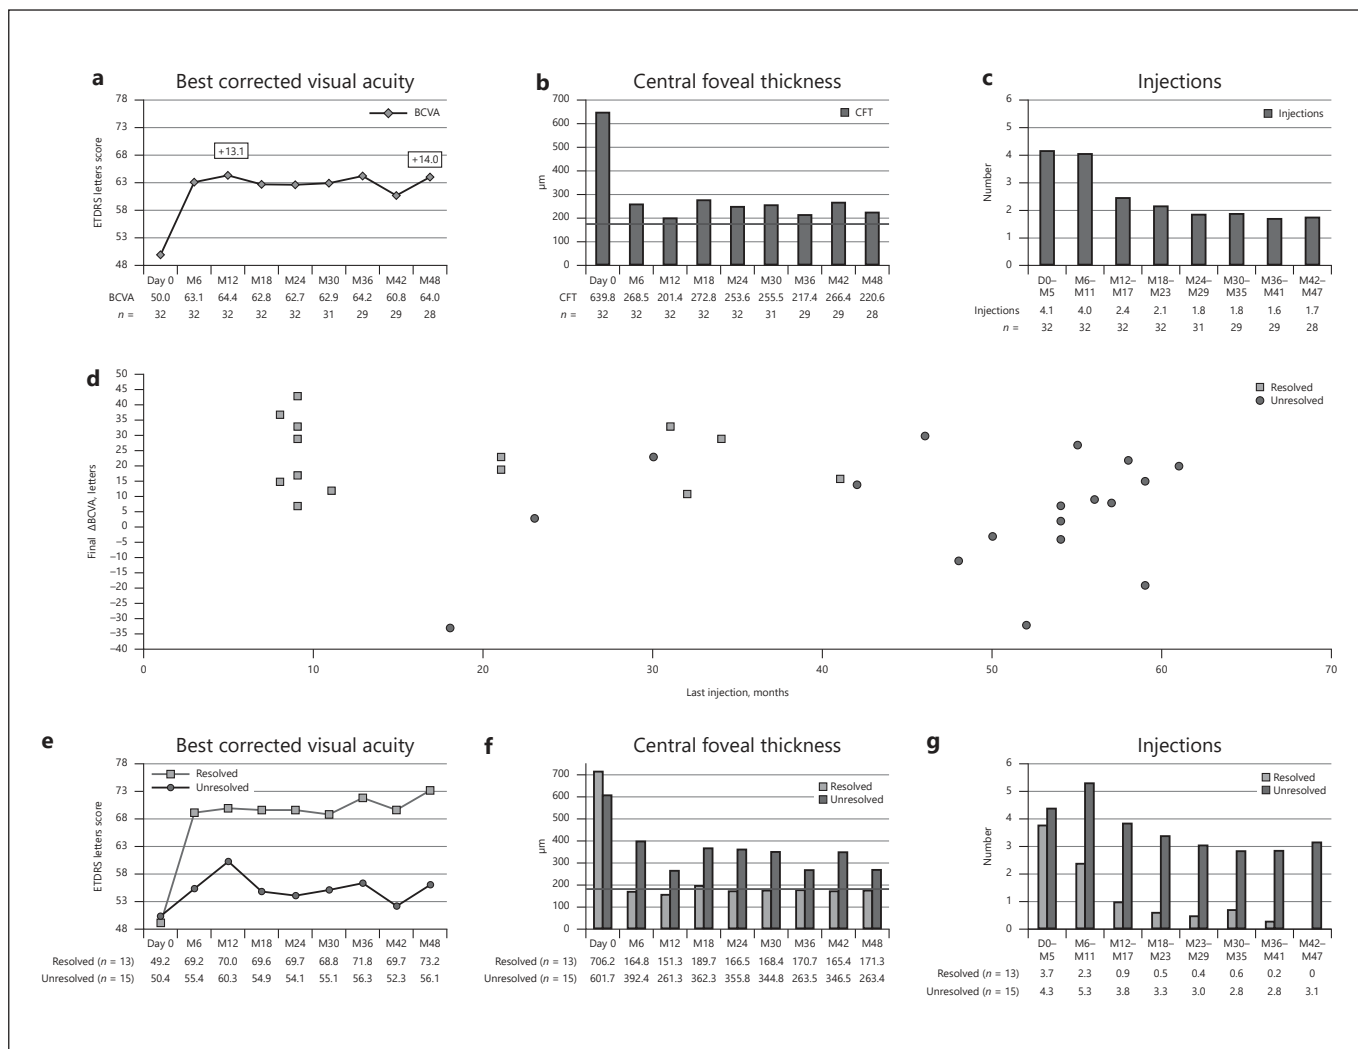 a Best corrected visual acuity
78
73
68
63
58
53
48
ETDRS letters score
BCVA
+13.1
+14.0
Day 0 M6 M12 M18 M24 M30 M36 M42 M48
BCVA 50.0 63.1 64.4 62.8 62.7 62.9 64.2 60.8 64.0
n = 32 32 32 32 32 31 29 29 28
b Central foveal thickness
700
600
500
400
300
200
100
0
µm
CFT
Day 0 M6 M12 M18 M24 M30 M36 M42 M48
CFT 639.8 268.5 201.4 272.8 253.6 255.5 217.4 266.4 220.6
n = 32 32 32 32 32 31 29 29 28
c Injections
6
5
4
3
2
1
0
Number
Injections
D0– M6– M12– M18– M24– M30– M36– M42–
M5 M11 M17 M23 M29 M35 M41 M47
Injections 4.1 4.0 2.4 2.1 1.8 1.8 1.6 1.7
n = 32 32 32 32 31 29 29 28
d
50
45
40
35
30
25
20
15
10
5
0
–5
–10
–15
–20
–25
–30
–35
–40
Final ΔBCVA, letters
Resolved
Unresolved
0 10 20 30 40 50 60 70
Last injection, months
e Best corrected visual acuity
78
73
68
63
58
53
48
ETDRS letters score
Resolved
Unresolved
Day 0 M6 M12 M18 M24 M30 M36 M42 M48
Resolved (n = 13) 49.2 69.2 70.0 69.6 69.7 68.8 71.8 69.7 73.2
Unresolved (n = 15) 50.4 55.4 60.3 54.9 54.1 55.1 56.3 52.3 56.1
f Central foveal thickness
700
600
500
400
300
200
100
0
µm
Resolved
Unresolved
Day 0 M6 M12 M18 M24 M30 M36 M42 M48
Resolved (n = 13) 706.2 164.8 151.3 189.7 166.5 168.4 170.7 165.4 171.3
Unresolved (n = 15) 601.7 392.4 261.3 362.3 355.8 344.8 263.5 346.5 263.4
g Injections
6
5
4
3
2
1
0
Number
Resolved
Unresolved
D0– M6– M12– M18– M23– M30– M36– M42–
M5 M11 M17 M23 M29 M35 M41 M47
Resolved (n = 13) 3.7 2.3 0.9 0.5 0.4 0.6 0.2 0
Unresolved (n = 15) 4.3 5.3 3.8 3.3 3.0 2.8 2.8 3.1